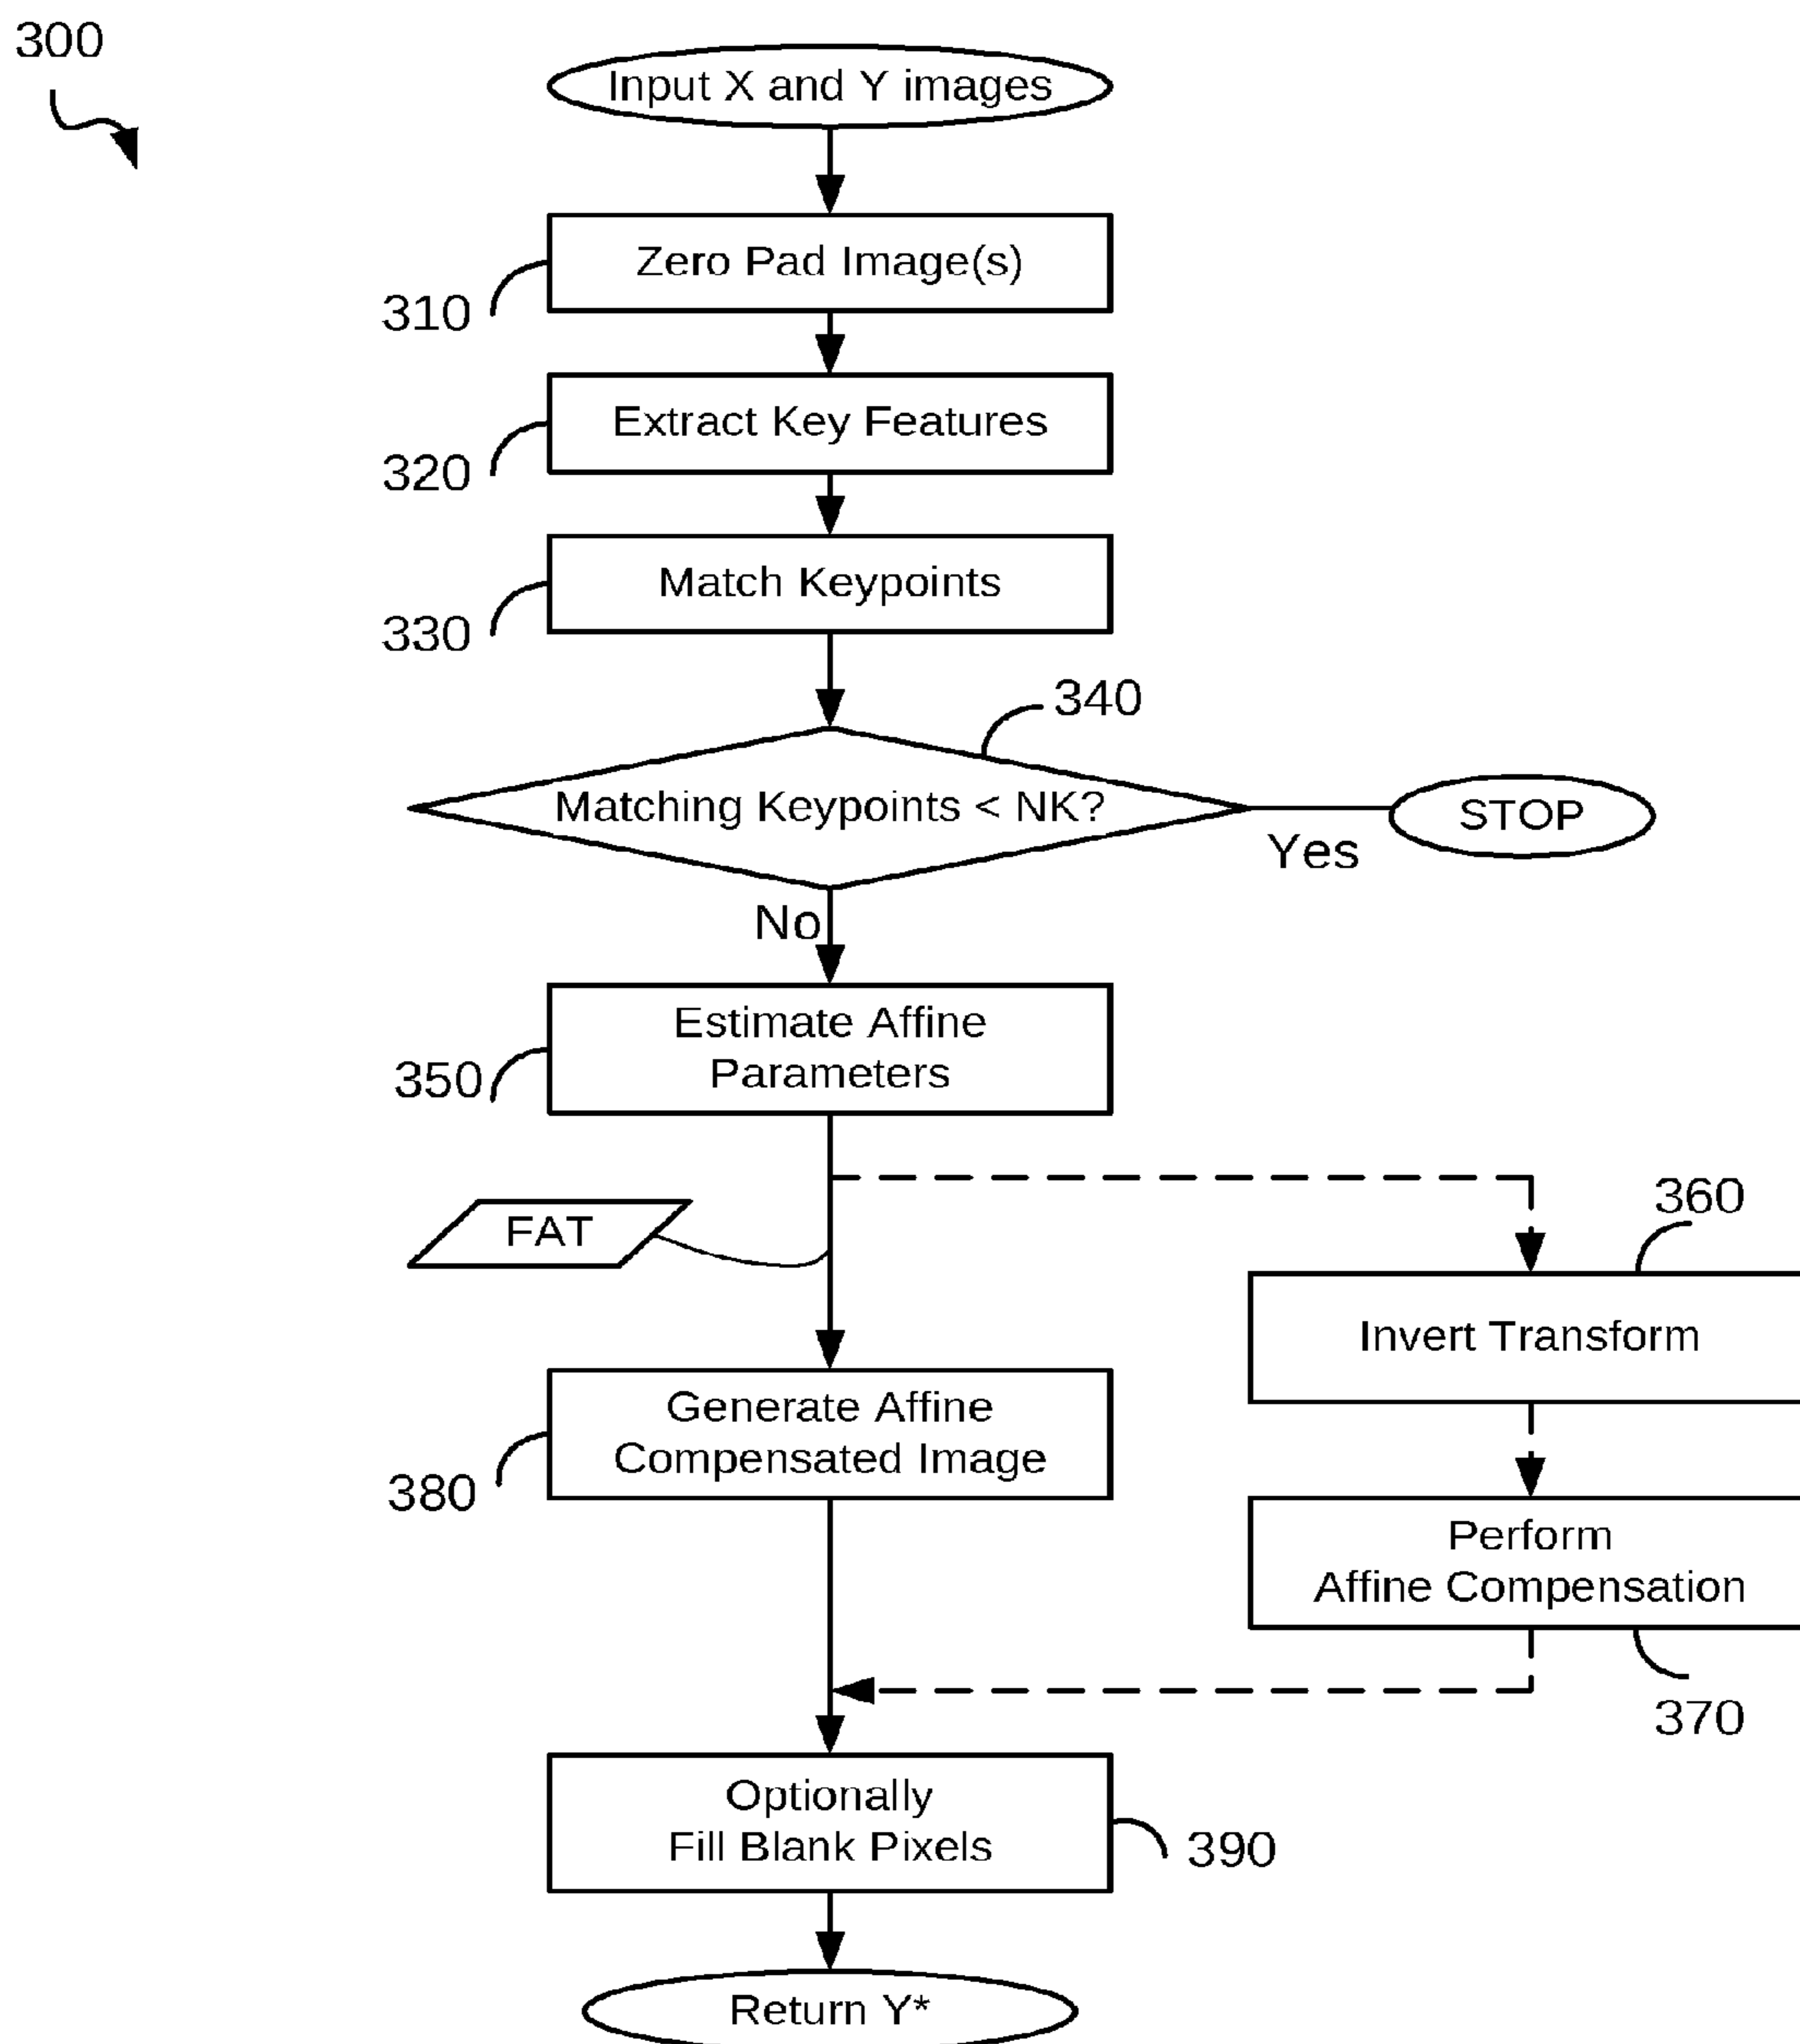 300
Input X and Y images
Zero Pad Image(s)
310
Extract Key Features
320
Match Keypoints
330
340
Matching Keypoints < NK?
STOP
Yes
No
Estimate Affine
Parameters
350
FAT
360
Invert Transform
Generate Affine
Compensated Image
380
Perform
Affine Compensation
370
Optionally
Fill Blank Pixels
390
Return Y*